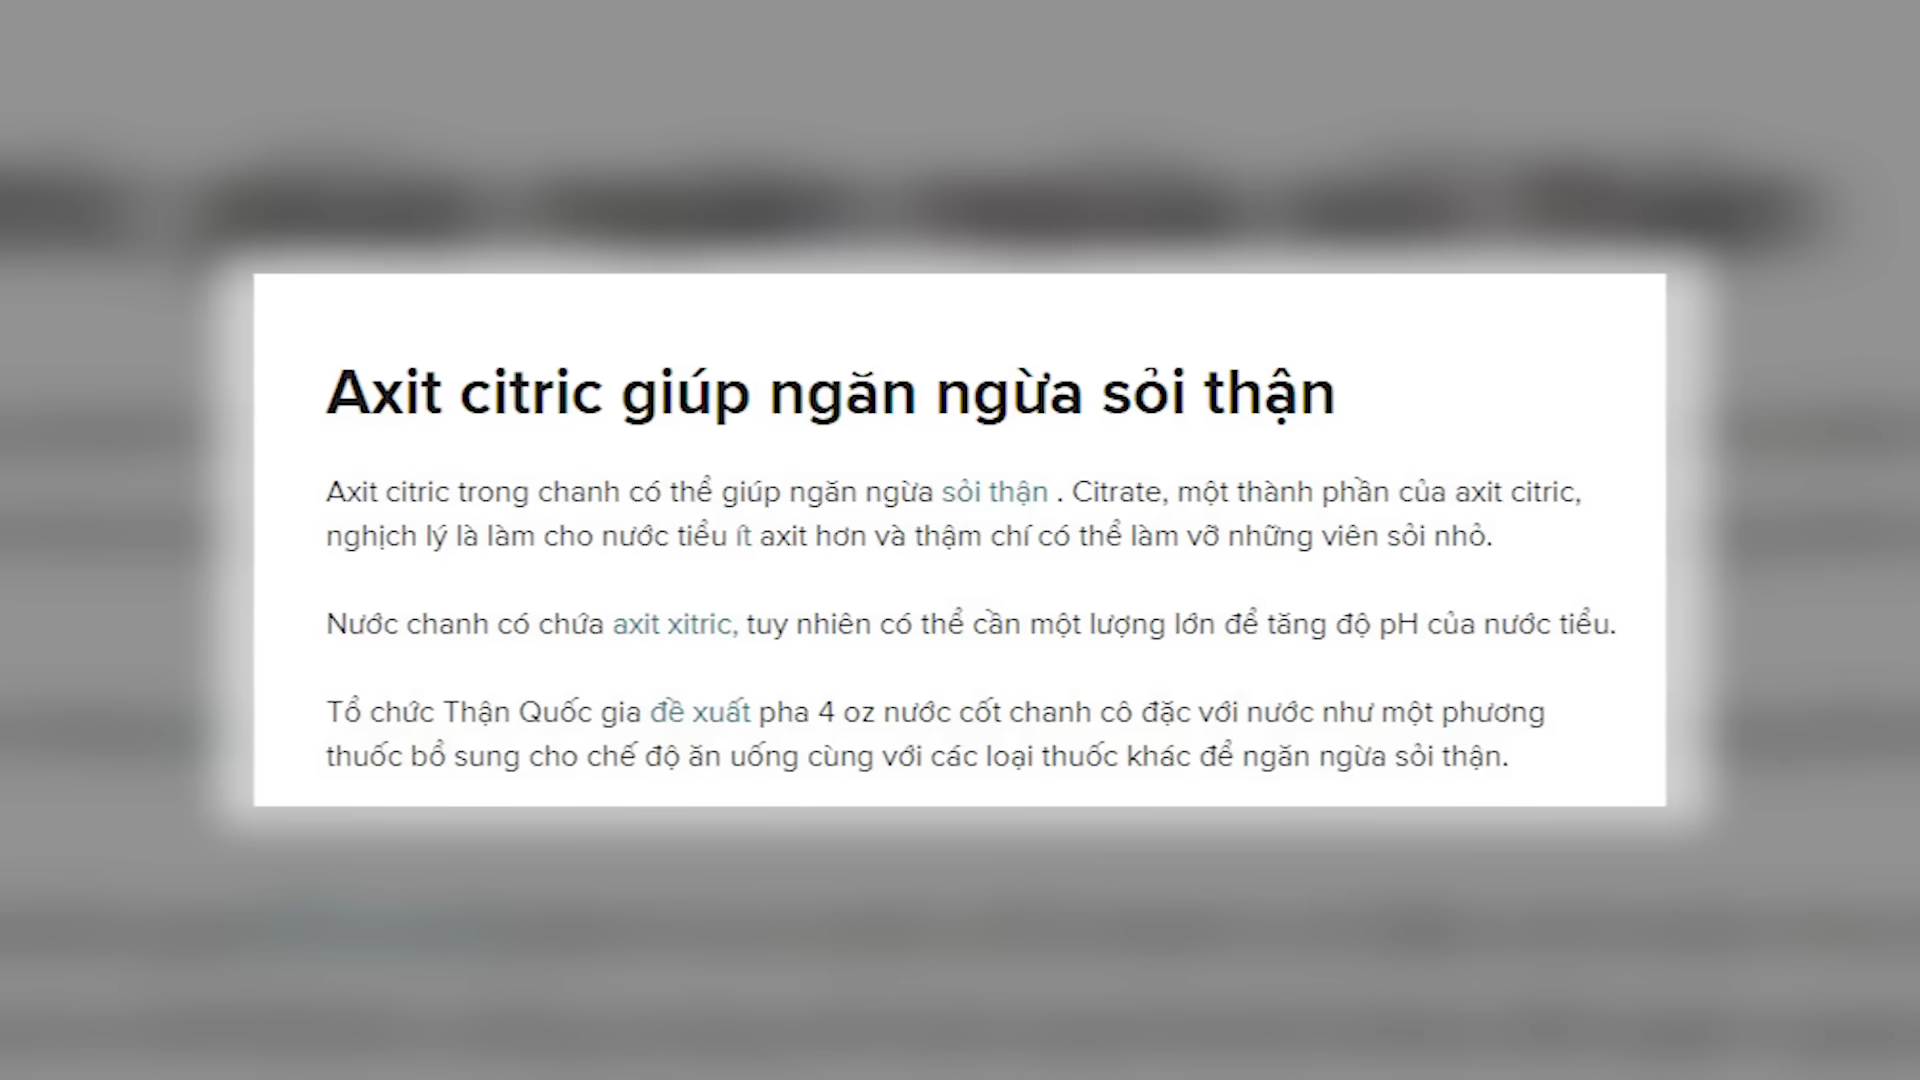 Axit citric giúp ngăn ngừa sỏi thận
Axit citric trong chanh có thể giúp ngăn ngừa sỏi thận . Citrate, một thành phần của axit citric,
nghịch lý là làm cho nước tiểu ít axit hơn và thậm chí có thể làm vỡ những viên sỏi nhỏ.
Nước chanh có chứa axit xitric, tuy nhiên có thể cần một lượng lớn để tăng độ pH của nước tiểu.
Tổ chức Thận Quốc gia đề xuất pha 4 oz nước cốt chanh cô đặc với nước như một phương
thuốc bổ sung cho chế độ ăn uống cùng với các loại thuốc khác để ngăn ngừa sỏi thận.